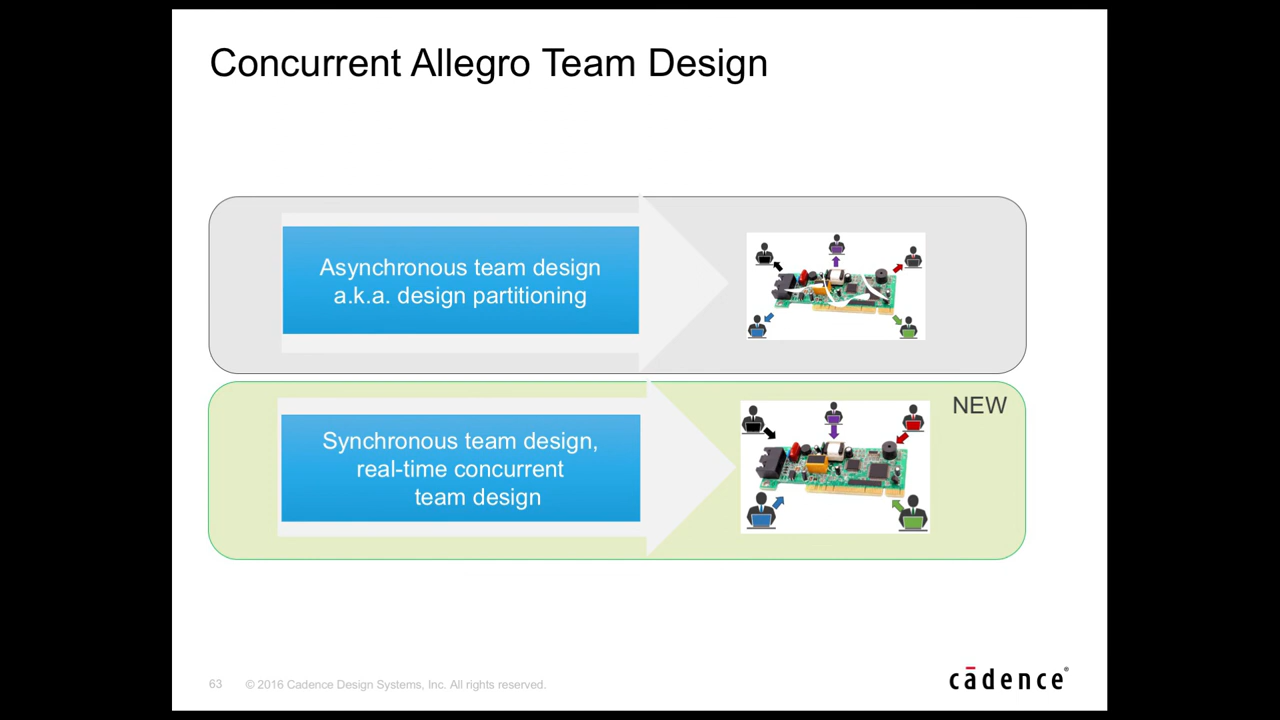 Concurrent Allegro Team Design
Asynchronous team design
a.k.a. design partitioning
NEW
Synchronous team design,
real-time concurrent
team design
63 © 2016 Cadence Design Systems, Inc. All rights reserved.
cādence®